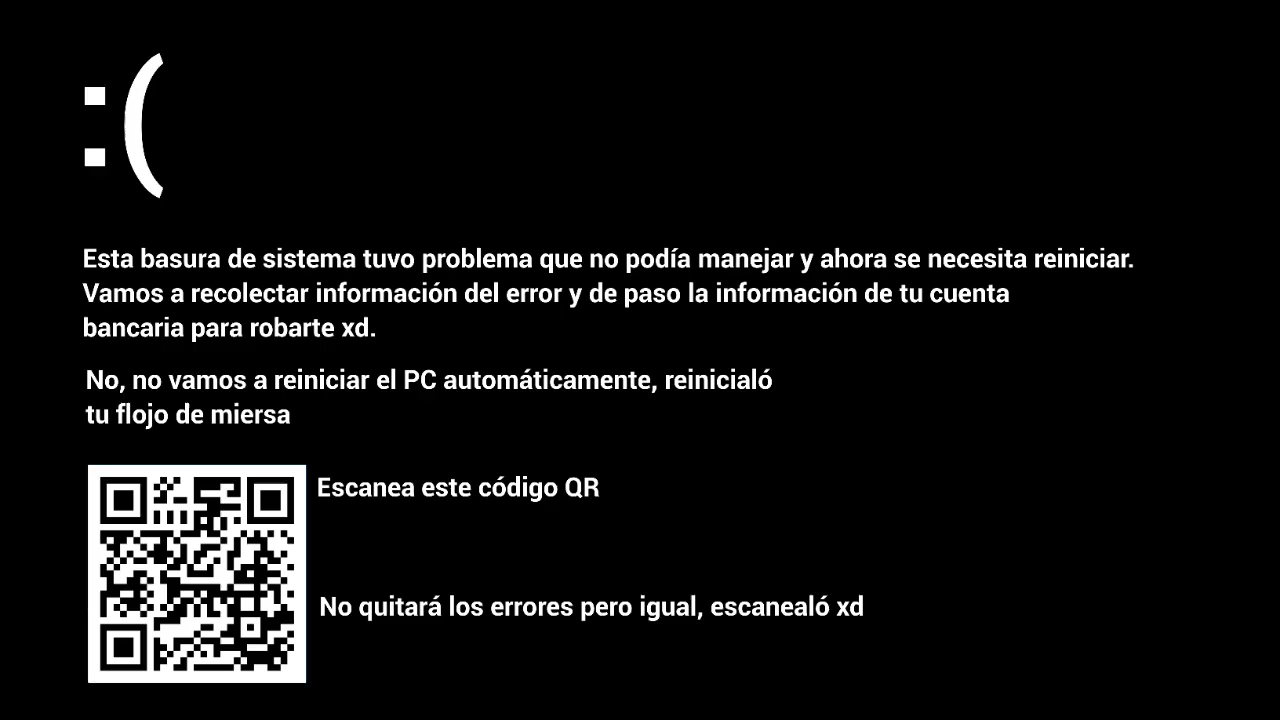 :(
Esta basura de sistema tuvo problema que no podía manejar y ahora se necesita reiniciar.
Vamos a recolectar información del error y de paso la información de tu cuenta
bancaria para robarte xd.
No, no vamos a reiniciar el PC automáticamente, reinicialó
tu flojo de miersa
Escanea este código QR
No quitará los errores pero igual, escanealó xd